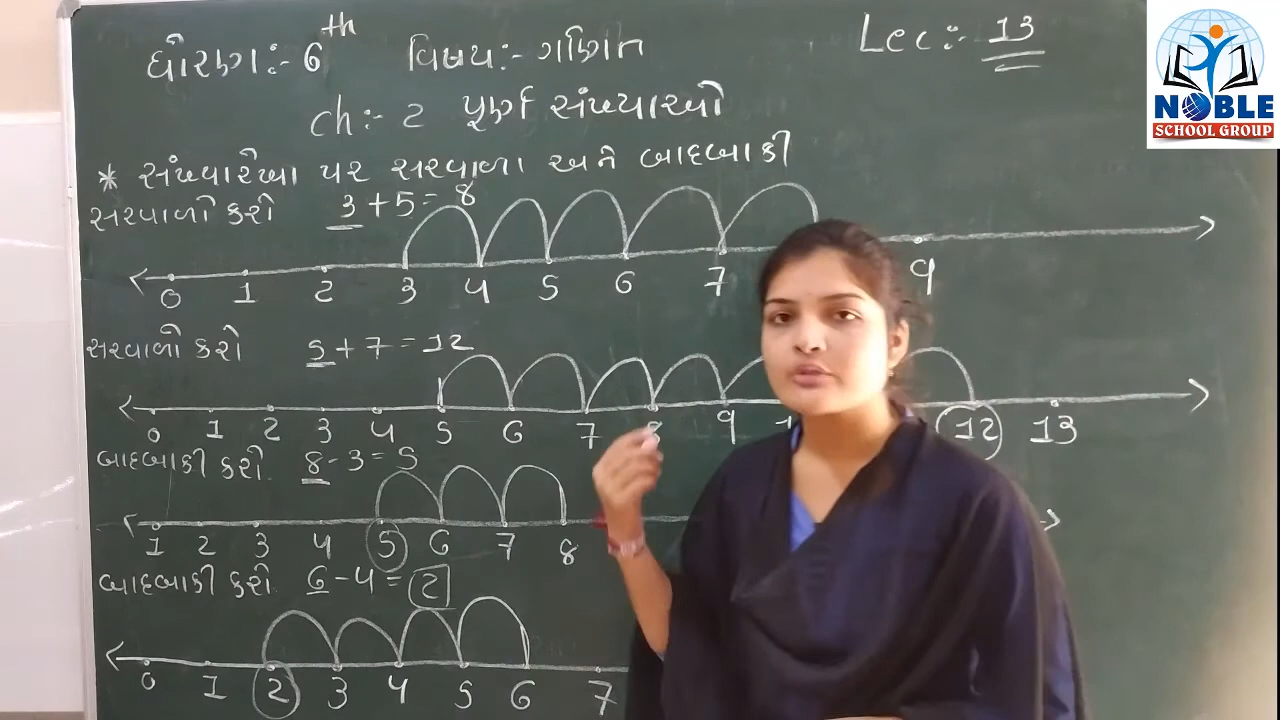 ધોરણ:- 6th વિષય:- ગણિત Lec:- 13
NOBLE
SCHOOL GROUP
ch:- 2 પૂર્ણ સંખ્યાઓ
* સંખ્યારેખા પર સરવાળા અને બાદબાકી
સરવાળો કરો 3+5=8
0 1 2 3 4 5 6 7 9
સરવાળો કરો 5+7=12
0 1 2 3 4 5 6 7 8 9 12 13
બાદબાકી કરો. 8-3=5
1 2 3 4 5 6 7 8
બાદબાકી કરો. 6-4=2
0 1 2 3 4 5 6 7